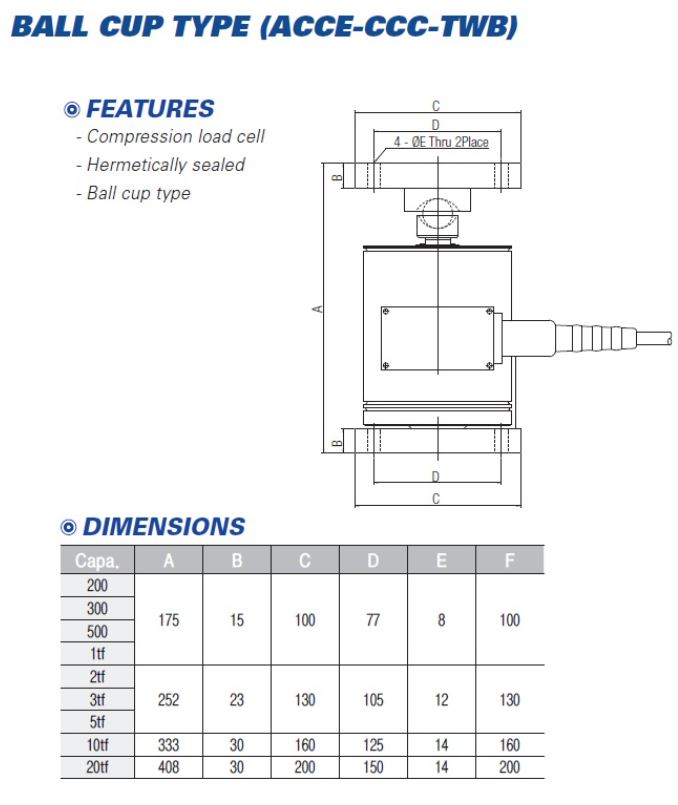 BALL CUP TYPE (ACCE-CCC-TWB)
FEATURES
- Compression load cell
- Hermetically sealed
- Ball cup type
C
D
4 - ØE Thru 2Place
B
A
B
D
C
DIMENSIONS
Capa. A B C D E F
200
300
500
1tf
175 15 100 77 8 100
2tf
3tf
5tf
252 23 130 105 12 130
10tf 333 30 160 125 14 160
20tf 408 30 200 150 14 200